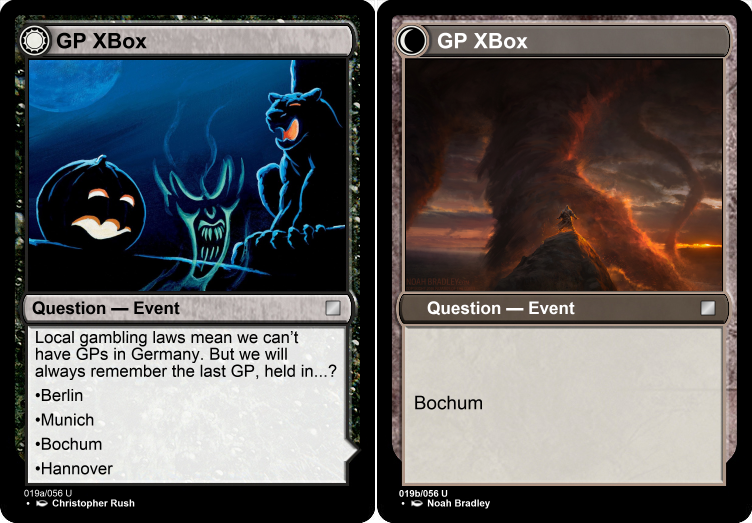 GP XBox
Question — Event
Local gambling laws mean we can't
have GPs in Germany. But we will
always remember the last GP, held in...?
•Berlin
•Munich
•Bochum
•Hannover
019a/056 U
• Christopher Rush
GP XBox
NOAH BRADLEY
Question — Event
Bochum
019b/056 U
• Noah Bradley